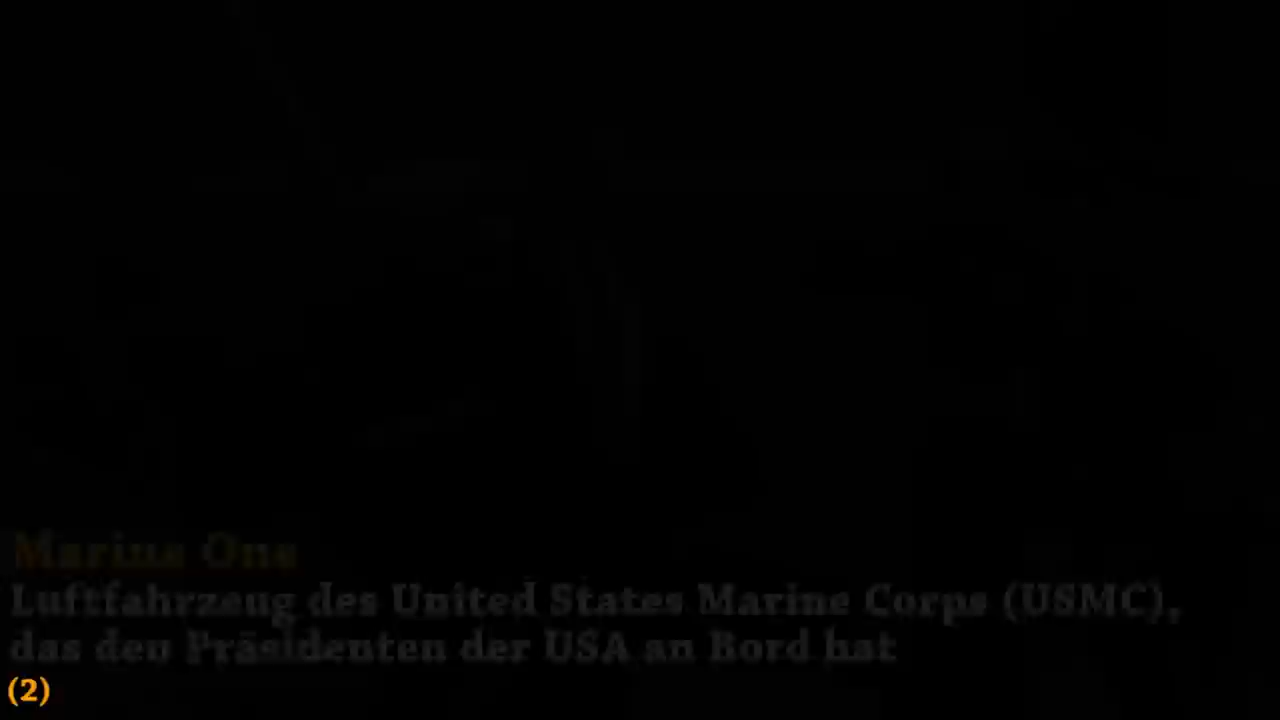 Marine One
Luftfahrzeug des United States Marine Corps (USMC),
das den Präsidenten der USA an Bord hat
(2)